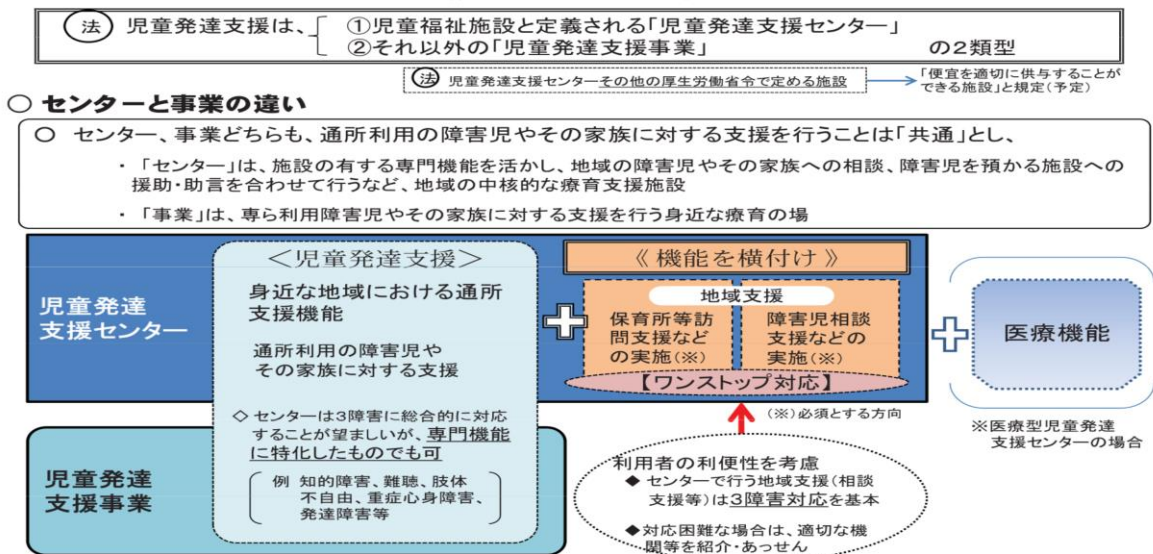 法 児童発達支援は、 ①児童福祉施設と定義される「児童発達支援センター」
②それ以外の「児童発達支援事業」 の2類型
法 児童発達支援センターその他の厚生労働省令で定める施設
「便宜を適切に供与することが
できる施設」と規定(予定)
○ センターと事業の違い
○ センター、事業どちらも、通所利用の障害児やその家族に対する支援を行うことは「共通」とし、
・「センター」は、施設の有する専門機能を活かし、地域の障害児やその家族への相談、障害児を預かる施設への
援助・助言を合わせて行うなど、地域の中核的な療育支援施設
・「事業」は、専ら利用障害児やその家族に対する支援を行う身近な療育の場
児童発達
支援センター
<児童発達支援>
身近な地域における通所
支援機能
通所利用の障害児や
その家族に対する支援
◇ センターは3障害に総合的に対応
することが望ましいが、専門機能
に特化したものでも可
例 知的障害、難聴、肢体
不自由、重症心身障害、
発達障害等
児童発達
支援事業
《機能を横付け》
地域支援
保育所等訪
問支援など
の実施(※)
障害児相談
支援などの
実施(※)
【ワンストップ対応】
(※)必須とする方向
利用者の利便性を考慮
◆ センターで行う地域支援(相談
支援等)は3障害対応を基本
◆対応困難な場合は、適切な機
関等を紹介・あっせん
医療機能
※医療型児童発達
支援センターの場合